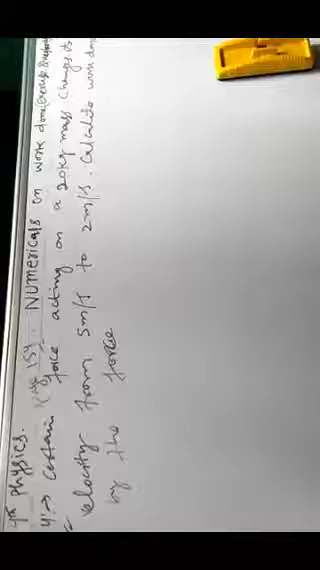 physics.
Numericals on work done
certain force acting on a 20kg mass changes its
velocity from 5m/s to 2m/s. Calculate work done
by the force